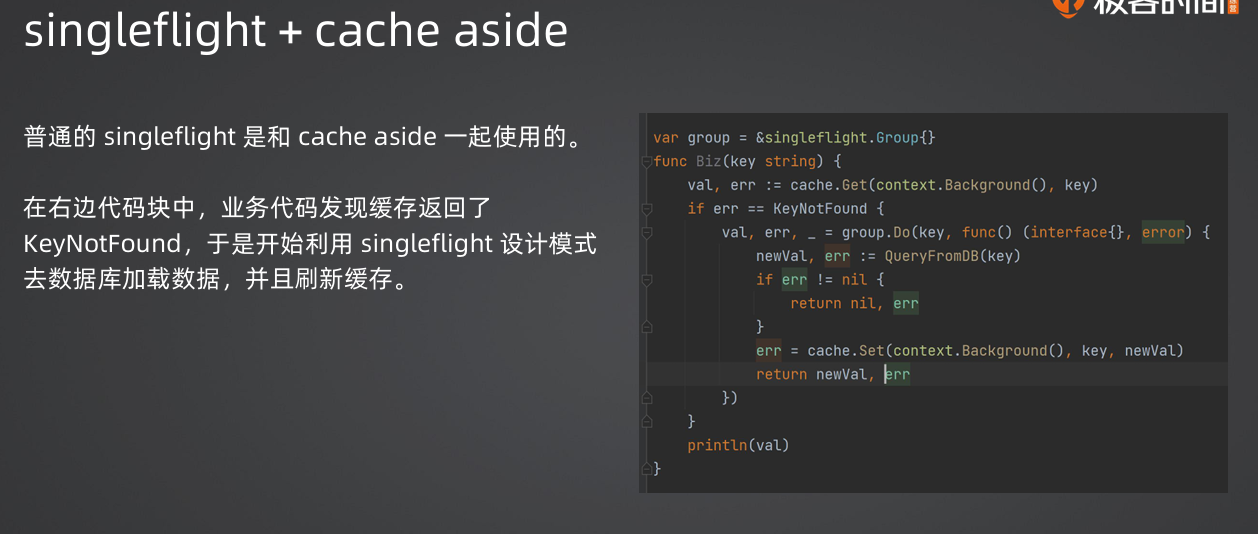 singleflight + cache aside
极客时间
普通的 singleflight 是和 cache aside 一起使用的。
在右边代码块中，业务代码发现缓存返回了
KeyNotFound，于是开始利用 singleflight 设计模式
去数据库加载数据，并且刷新缓存。
var group = &singleflight.Group{}
func Biz(key string) {
    val, err := cache.Get(context.Background(), key)
    if err == KeyNotFound {
        val, err, _ = group.Do(key, func() (interface{}, error) {
            newVal, err := QueryFromDB(key)
            if err != nil {
                return nil, err
            }
            err = cache.Set(context.Background(), key, newVal)
            return newVal, err
        })
    }
    println(val)
}